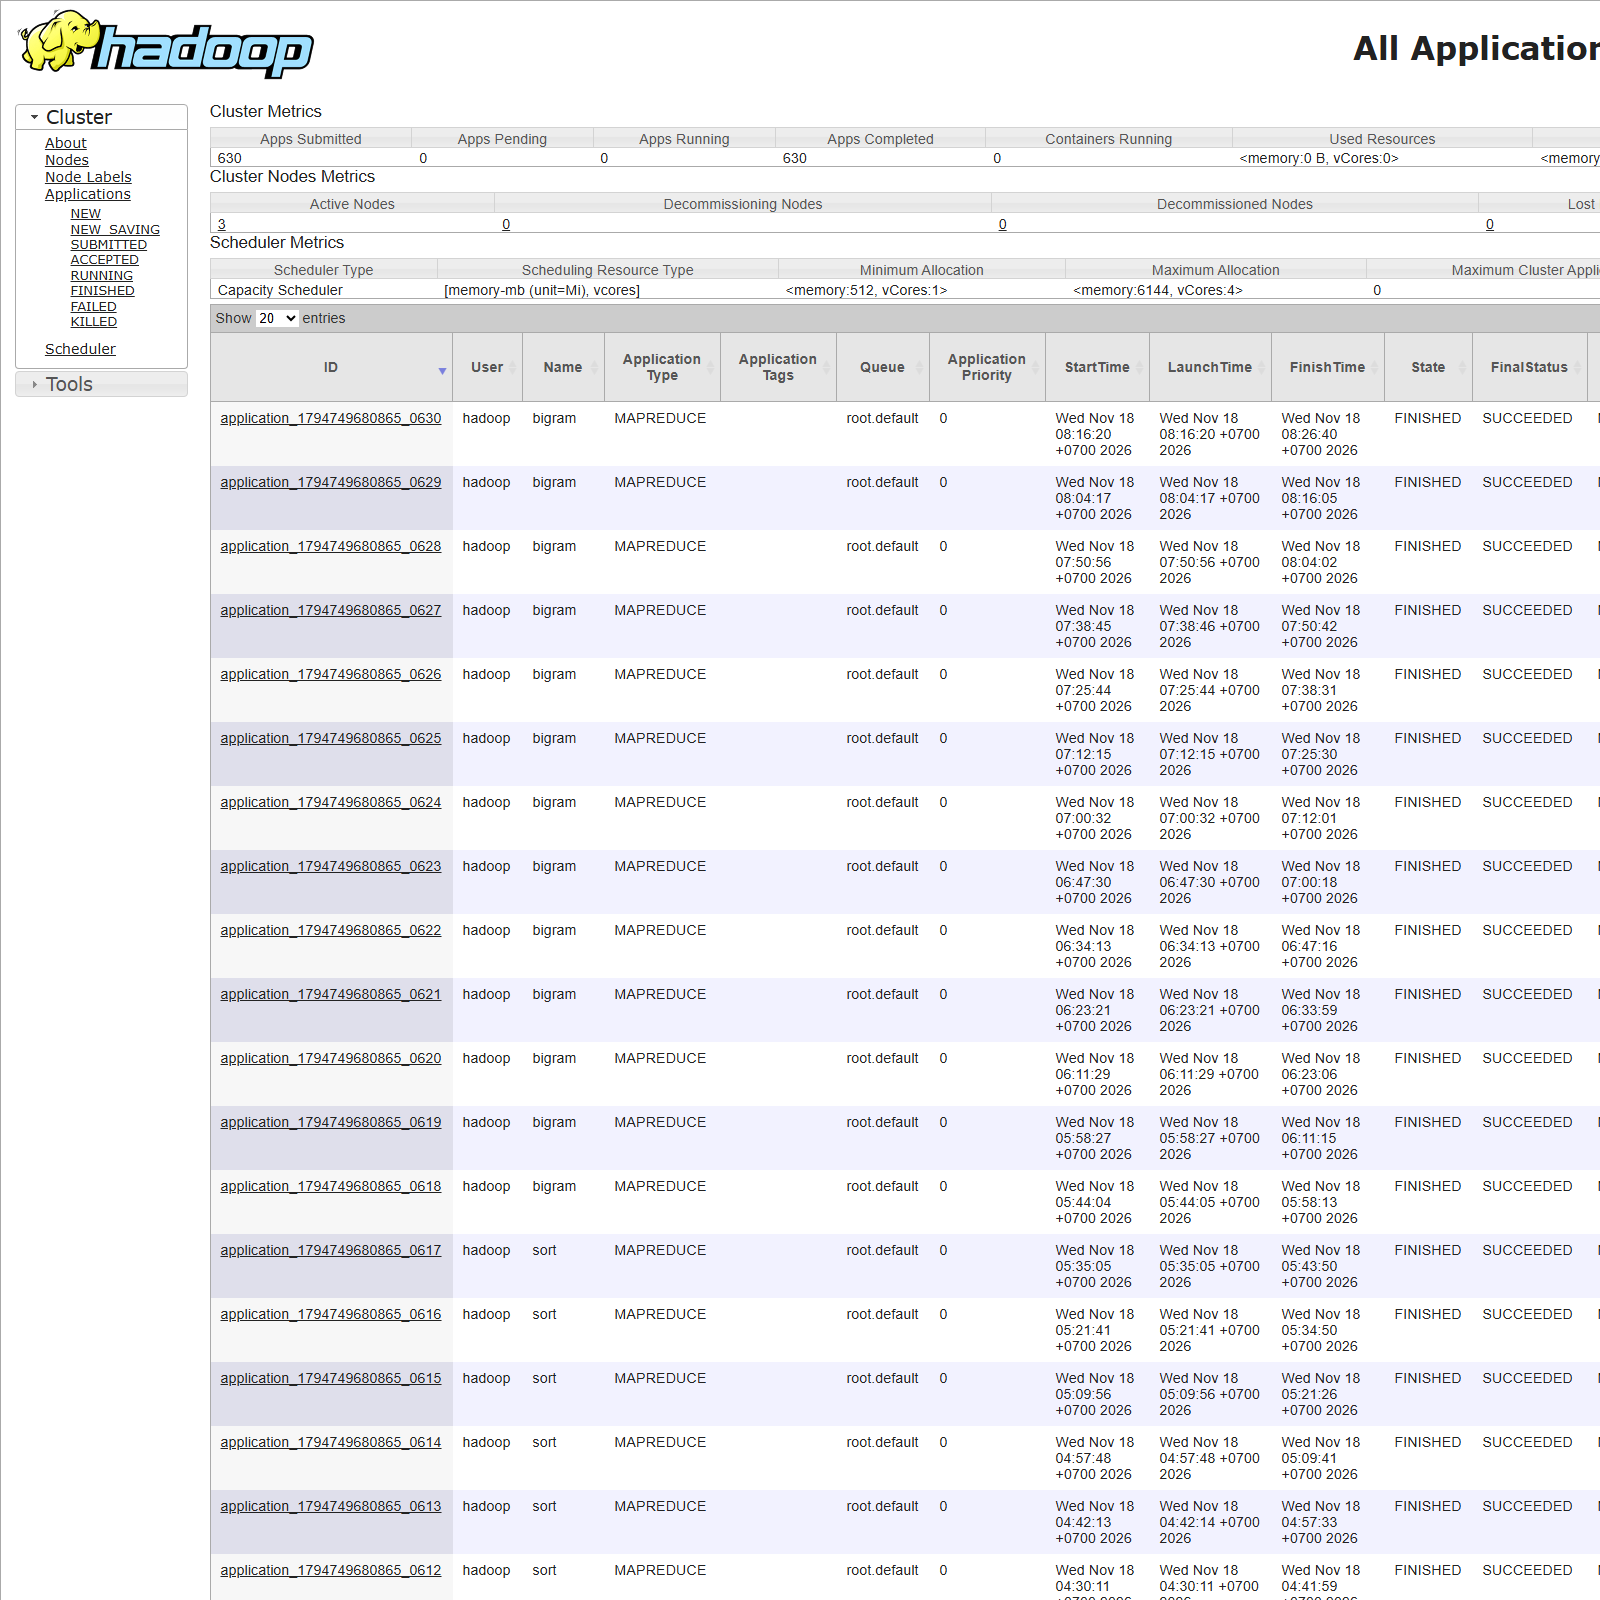 hadoop
All Application
Cluster
About
Nodes
Node Labels
Applications
NEW
NEW_SAVING
SUBMITTED
ACCEPTED
RUNNING
FINISHED
FAILED
KILLED
Scheduler
Tools
Cluster Metrics
Apps Submitted Apps Pending Apps Running Apps Completed Containers Running Used Resources
630 0 0 630 0 <memory:0 B, vCores:0> <memory
Cluster Nodes Metrics
Active Nodes Decommissioning Nodes Decommissioned Nodes Lost
3 0 0 0
Scheduler Metrics
Scheduler Type Scheduling Resource Type Minimum Allocation Maximum Allocation Maximum Cluster Appli
Capacity Scheduler [memory-mb (unit=Mi), vcores] <memory:512, vCores:1> <memory:6144, vCores:4> 0
Show 20 entries
ID User Name Application Type Application Tags Queue Application Priority StartTime LaunchTime FinishTime State FinalStatus
application_1794749680865_0630 hadoop bigram MAPREDUCE root.default 0 Wed Nov 18 08:16:20 +0700 2026 Wed Nov 18 08:16:20 +0700 2026 Wed Nov 18 08:26:40 +0700 2026 FINISHED SUCCEEDED
application_1794749680865_0629 hadoop bigram MAPREDUCE root.default 0 Wed Nov 18 08:04:17 +0700 2026 Wed Nov 18 08:04:17 +0700 2026 Wed Nov 18 08:16:05 +0700 2026 FINISHED SUCCEEDED
application_1794749680865_0628 hadoop bigram MAPREDUCE root.default 0 Wed Nov 18 07:50:56 +0700 2026 Wed Nov 18 07:50:56 +0700 2026 Wed Nov 18 08:04:02 +0700 2026 FINISHED SUCCEEDED
application_1794749680865_0627 hadoop bigram MAPREDUCE root.default 0 Wed Nov 18 07:38:45 +0700 2026 Wed Nov 18 07:38:46 +0700 2026 Wed Nov 18 07:50:42 +0700 2026 FINISHED SUCCEEDED
application_1794749680865_0626 hadoop bigram MAPREDUCE root.default 0 Wed Nov 18 07:25:44 +0700 2026 Wed Nov 18 07:25:44 +0700 2026 Wed Nov 18 07:38:31 +0700 2026 FINISHED SUCCEEDED
application_1794749680865_0625 hadoop bigram MAPREDUCE root.default 0 Wed Nov 18 07:12:15 +0700 2026 Wed Nov 18 07:12:15 +0700 2026 Wed Nov 18 07:25:30 +0700 2026 FINISHED SUCCEEDED
application_1794749680865_0624 hadoop bigram MAPREDUCE root.default 0 Wed Nov 18 07:00:32 +0700 2026 Wed Nov 18 07:00:32 +0700 2026 Wed Nov 18 07:12:01 +0700 2026 FINISHED SUCCEEDED
application_1794749680865_0623 hadoop bigram MAPREDUCE root.default 0 Wed Nov 18 06:47:30 +0700 2026 Wed Nov 18 06:47:30 +0700 2026 Wed Nov 18 07:00:18 +0700 2026 FINISHED SUCCEEDED
application_1794749680865_0622 hadoop bigram MAPREDUCE root.default 0 Wed Nov 18 06:34:13 +0700 2026 Wed Nov 18 06:34:13 +0700 2026 Wed Nov 18 06:47:16 +0700 2026 FINISHED SUCCEEDED
application_1794749680865_0621 hadoop bigram MAPREDUCE root.default 0 Wed Nov 18 06:23:21 +0700 2026 Wed Nov 18 06:23:21 +0700 2026 Wed Nov 18 06:33:59 +0700 2026 FINISHED SUCCEEDED
application_1794749680865_0620 hadoop bigram MAPREDUCE root.default 0 Wed Nov 18 06:11:29 +0700 2026 Wed Nov 18 06:11:29 +0700 2026 Wed Nov 18 06:23:06 +0700 2026 FINISHED SUCCEEDED
application_1794749680865_0619 hadoop bigram MAPREDUCE root.default 0 Wed Nov 18 05:58:27 +0700 2026 Wed Nov 18 05:58:27 +0700 2026 Wed Nov 18 06:11:15 +0700 2026 FINISHED SUCCEEDED
application_1794749680865_0618 hadoop bigram MAPREDUCE root.default 0 Wed Nov 18 05:44:04 +0700 2026 Wed Nov 18 05:44:05 +0700 2026 Wed Nov 18 05:58:13 +0700 2026 FINISHED SUCCEEDED
application_1794749680865_0617 hadoop sort MAPREDUCE root.default 0 Wed Nov 18 05:35:05 +0700 2026 Wed Nov 18 05:35:05 +0700 2026 Wed Nov 18 05:43:50 +0700 2026 FINISHED SUCCEEDED
application_1794749680865_0616 hadoop sort MAPREDUCE root.default 0 Wed Nov 18 05:21:41 +0700 2026 Wed Nov 18 05:21:41 +0700 2026 Wed Nov 18 05:34:50 +0700 2026 FINISHED SUCCEEDED
application_1794749680865_0615 hadoop sort MAPREDUCE root.default 0 Wed Nov 18 05:09:56 +0700 2026 Wed Nov 18 05:09:56 +0700 2026 Wed Nov 18 05:21:26 +0700 2026 FINISHED SUCCEEDED
application_1794749680865_0614 hadoop sort MAPREDUCE root.default 0 Wed Nov 18 04:57:48 +0700 2026 Wed Nov 18 04:57:48 +0700 2026 Wed Nov 18 05:09:41 +0700 2026 FINISHED SUCCEEDED
application_1794749680865_0613 hadoop sort MAPREDUCE root.default 0 Wed Nov 18 04:42:13 +0700 2026 Wed Nov 18 04:42:14 +0700 2026 Wed Nov 18 04:57:33 +0700 2026 FINISHED SUCCEEDED
application_1794749680865_0612 hadoop sort MAPREDUCE root.default 0 Wed Nov 18 04:30:11 Wed Nov 18 04:30:11 +0700 Wed Nov 18 04:41:59 FINISHED SUCCEEDED